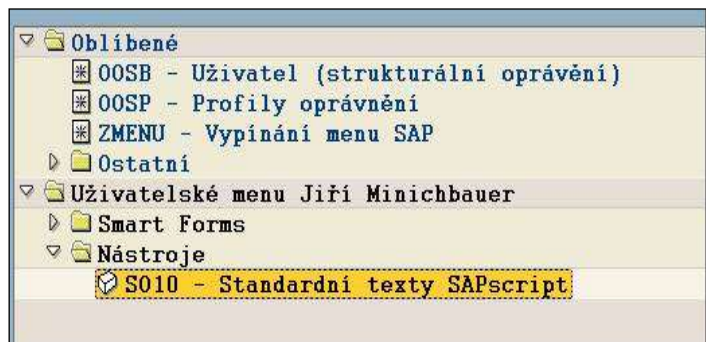 Oblíbené
OOSB - Uživatel (strukturální oprávění)
OOSP - Profily oprávnění
ZMENU - Vypínání menu SAP
Ostatní
Uživatelské menu Jiří Minichbauer
Smart Forms
Nástroje
SO10 - Standardní texty SAPscript